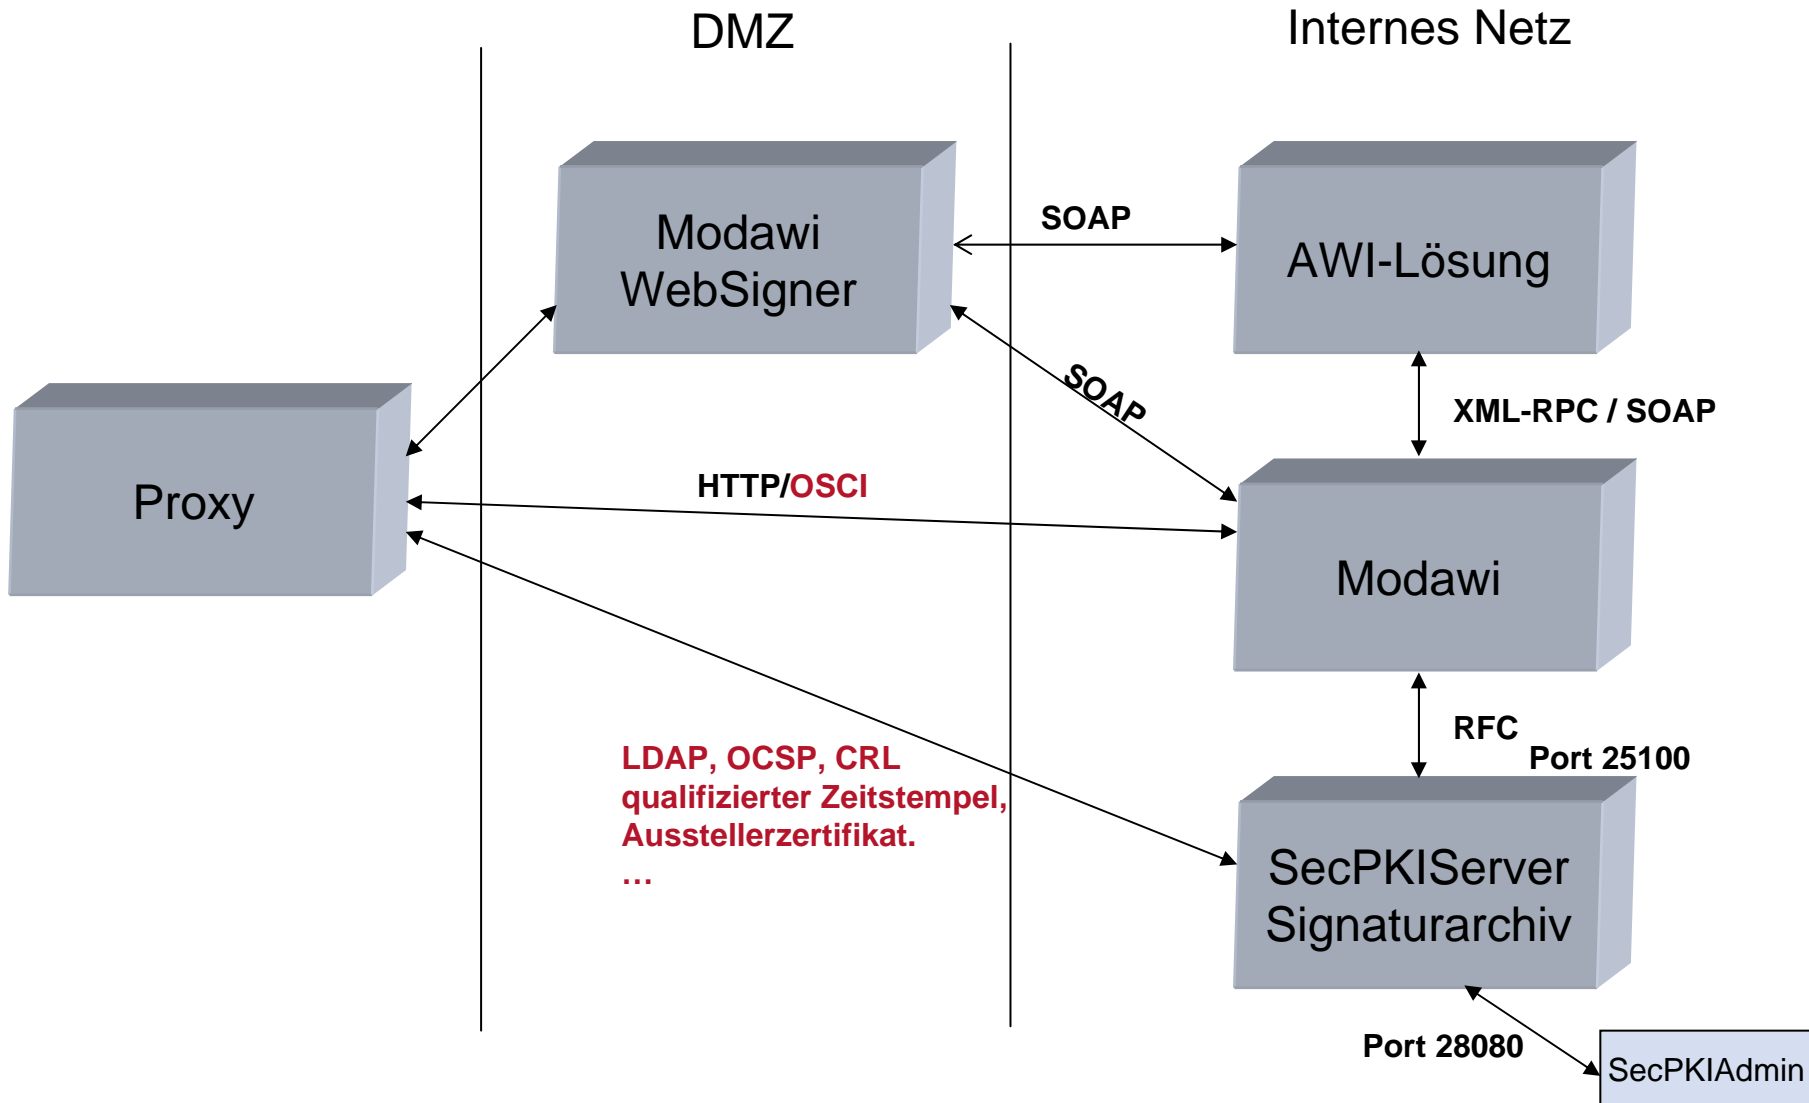 DMZ
Internes Netz
Modawi
WebSigner
SOAP
AWI-Lösung
SOAP
XML-RPC / SOAP
Proxy
HTTP/OSCI
Modawi
RFC
Port 25100
LDAP, OCSP, CRL
qualifizierter Zeitstempel,
Ausstellerzertifikat.
...
SecPKIServer
Signaturarchiv
Port 28080
SecPKIAdmin